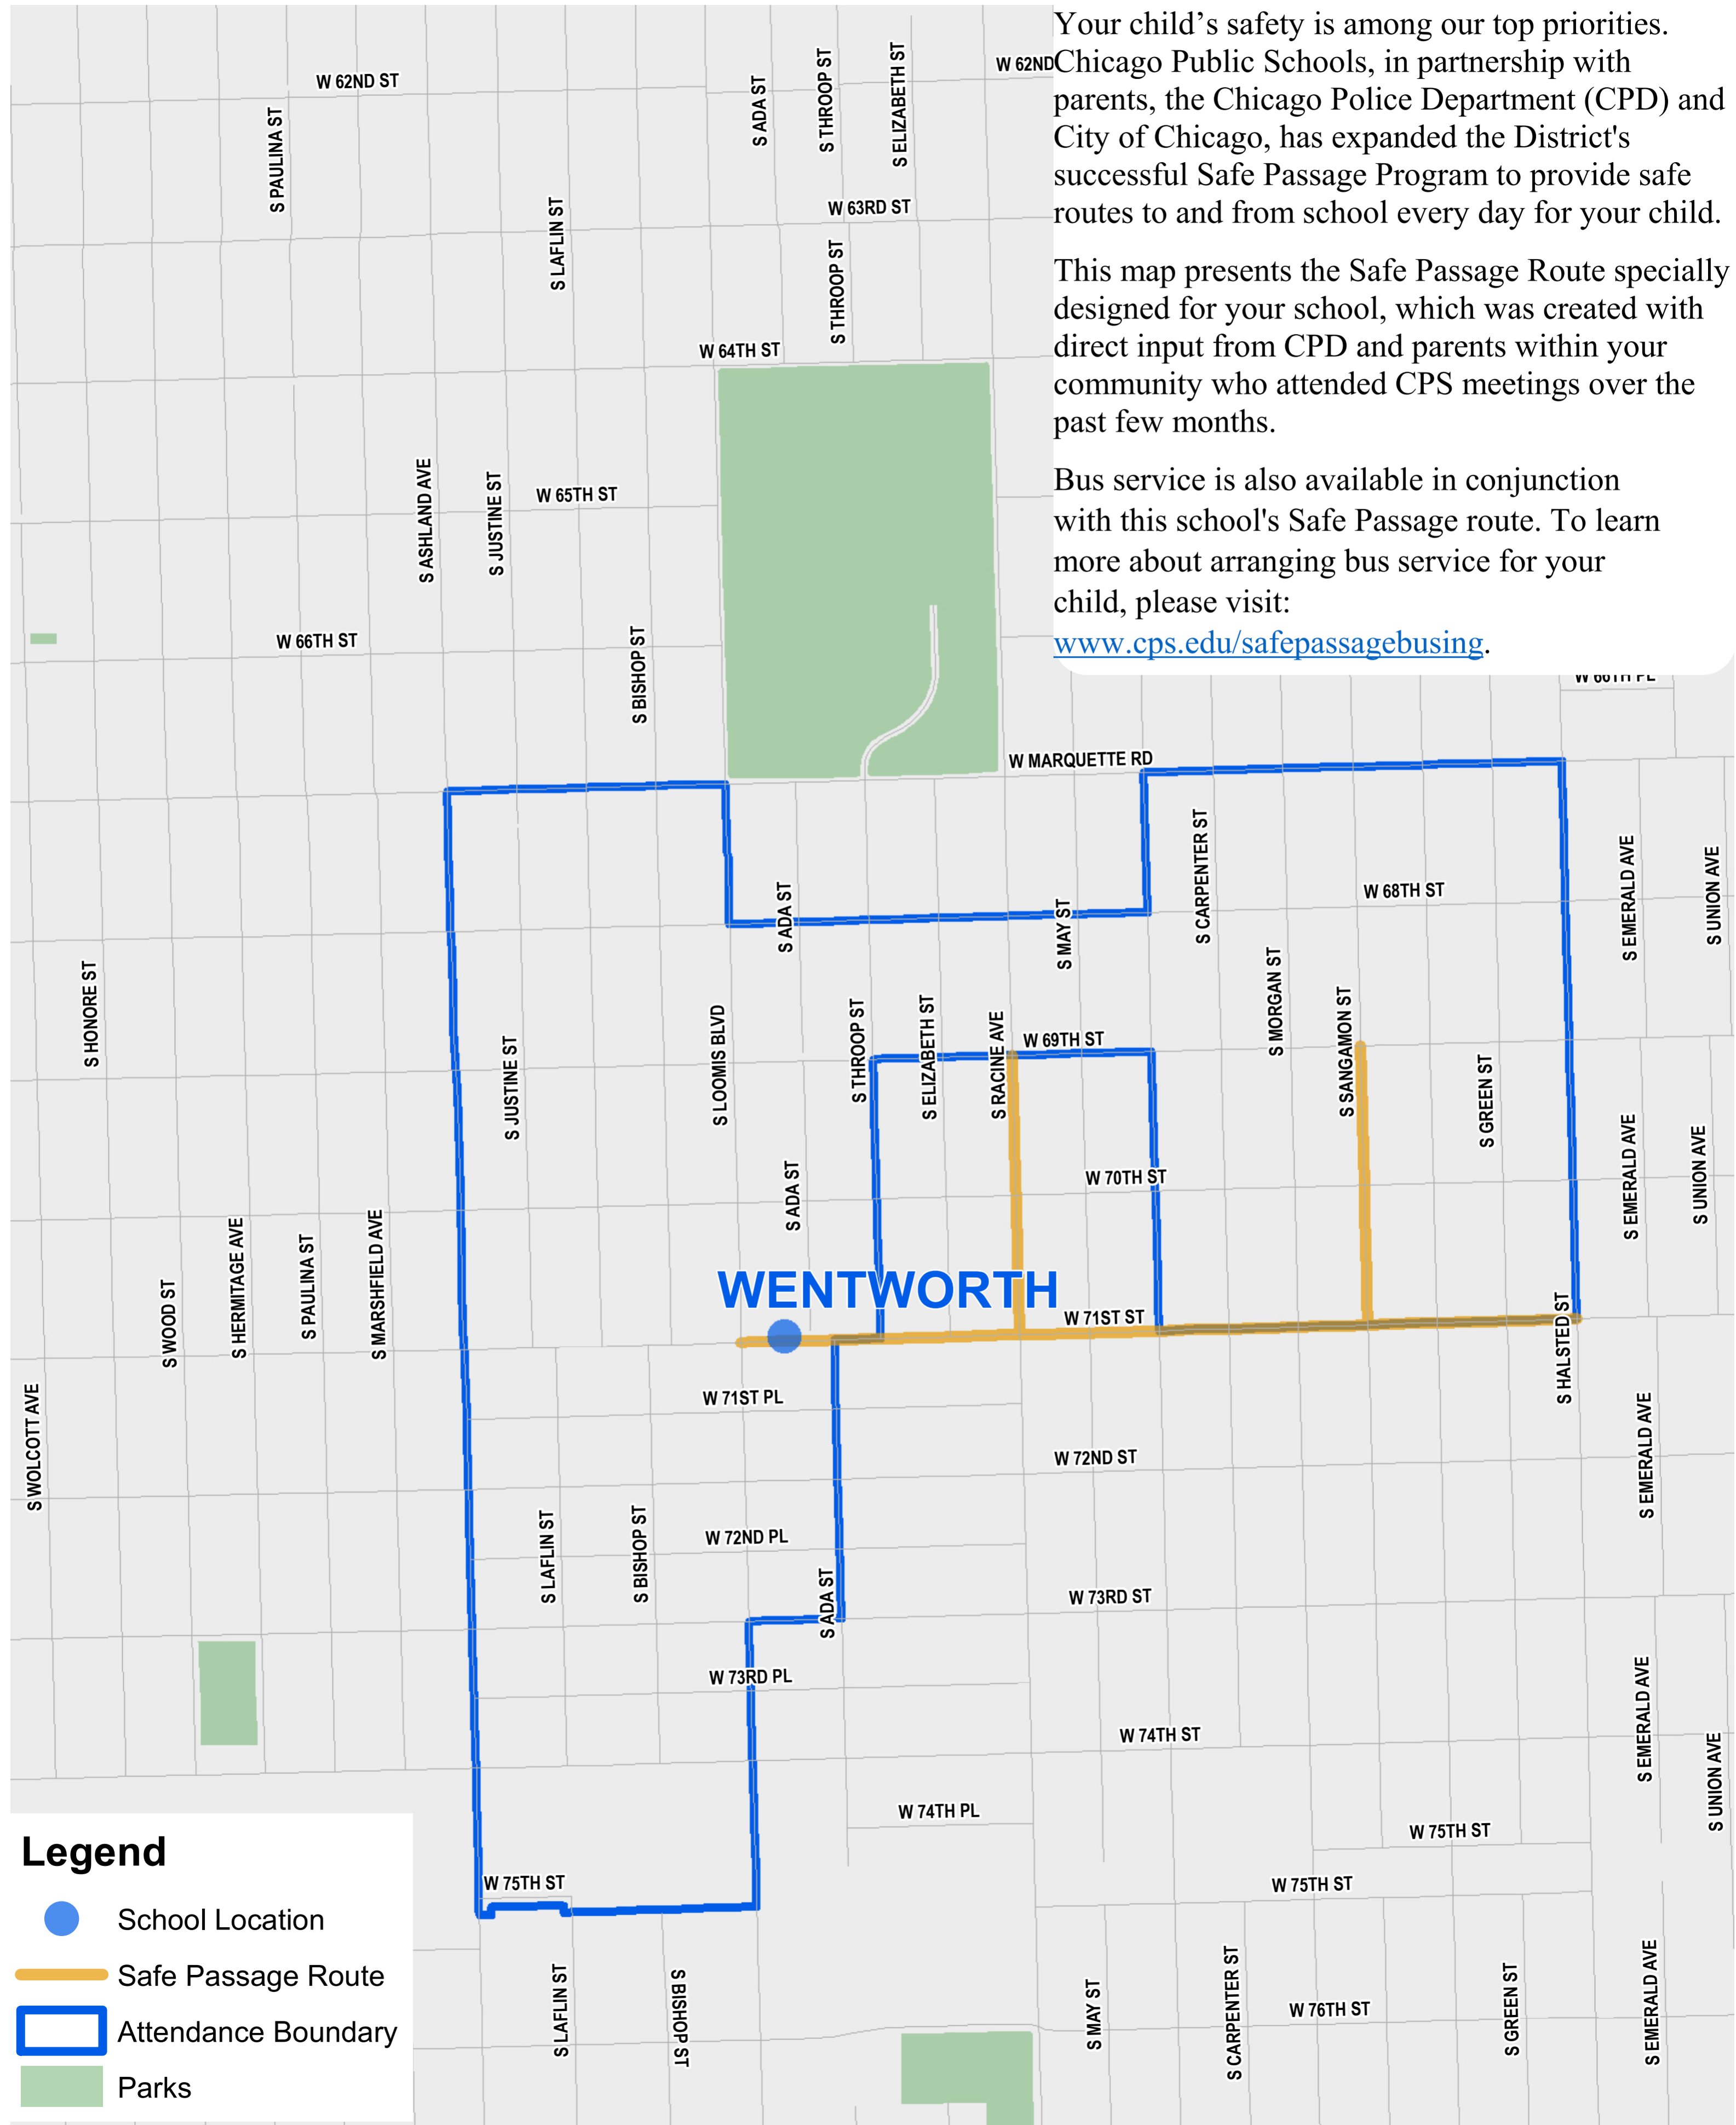 Your child’s safety is among our top priorities.
Chicago Public Schools, in partnership with
parents, the Chicago Police Department (CPD) and
City of Chicago, has expanded the District's
successful Safe Passage Program to provide safe
routes to and from school every day for your child.
This map presents the Safe Passage Route specially
designed for your school, which was created with
direct input from CPD and parents within your
community who attended CPS meetings over the
past few months.
Bus service is also available in conjunction
with this school's Safe Passage route. To learn
more about arranging bus service for your
child, please visit:
www.cps.edu/safepassagebusing.
W 62ND ST
W 62ND
S PAULINA ST
S ADA ST
S THROOP ST
S ELIZABETH ST
W 63RD ST
S LAFLIN ST
S THROOP ST
W 64TH ST
S ASHLAND AVE
S JUSTINE ST
W 65TH ST
W 66TH ST
S BISHOP ST
W 66TH PL
W MARQUETTE RD
S CARPENTER ST
W 68TH ST
S EMERALD AVE
S UNION AVE
S ADA ST
S MAY ST
S HONORE ST
S JUSTINE ST
S LOOMIS BLVD
S THROOP ST
S ELIZABETH ST
S RACINE AVE
W 69TH ST
S MORGAN ST
S SANGAMON ST
S GREEN ST
S EMERALD AVE
S UNION AVE
S ADA ST
W 70TH ST
S WOOD ST
S HERMITAGE AVE
S PAULINA ST
S MARSHFIELD AVE
WENTWORTH
W 71ST ST
S HALSTED ST
S WOLCOTT AVE
W 71ST PL
W 72ND ST
S EMERALD AVE
S LAFLIN ST
S BISHOP ST
W 72ND PL
S ADA ST
W 73RD ST
W 73RD PL
W 74TH ST
S EMERALD AVE
S UNION AVE
W 74TH PL
W 75TH ST
W 75TH ST
W 75TH ST
S LAFLIN ST
S BISHOP ST
S MAY ST
S CARPENTER ST
W 76TH ST
S GREEN ST
S EMERALD AVE
Legend
School Location
Safe Passage Route
Attendance Boundary
Parks